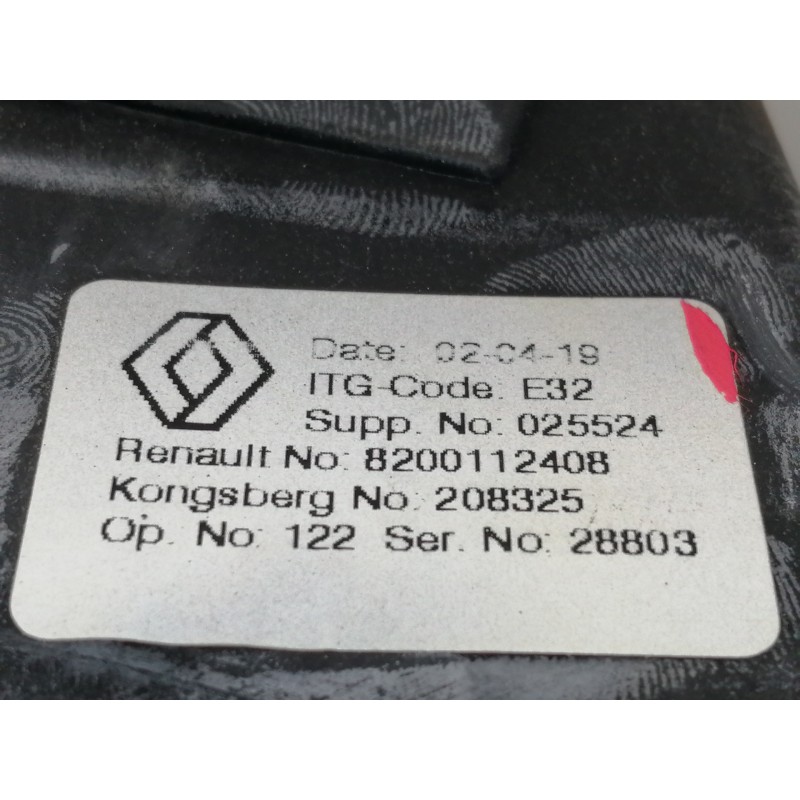 Date: 02-04-19
ITG-Code: E32
Supp. No: 025524
Renault No: 8200112408
Kongsberg No: 208325
Op. No: 122 Ser. No: 28803